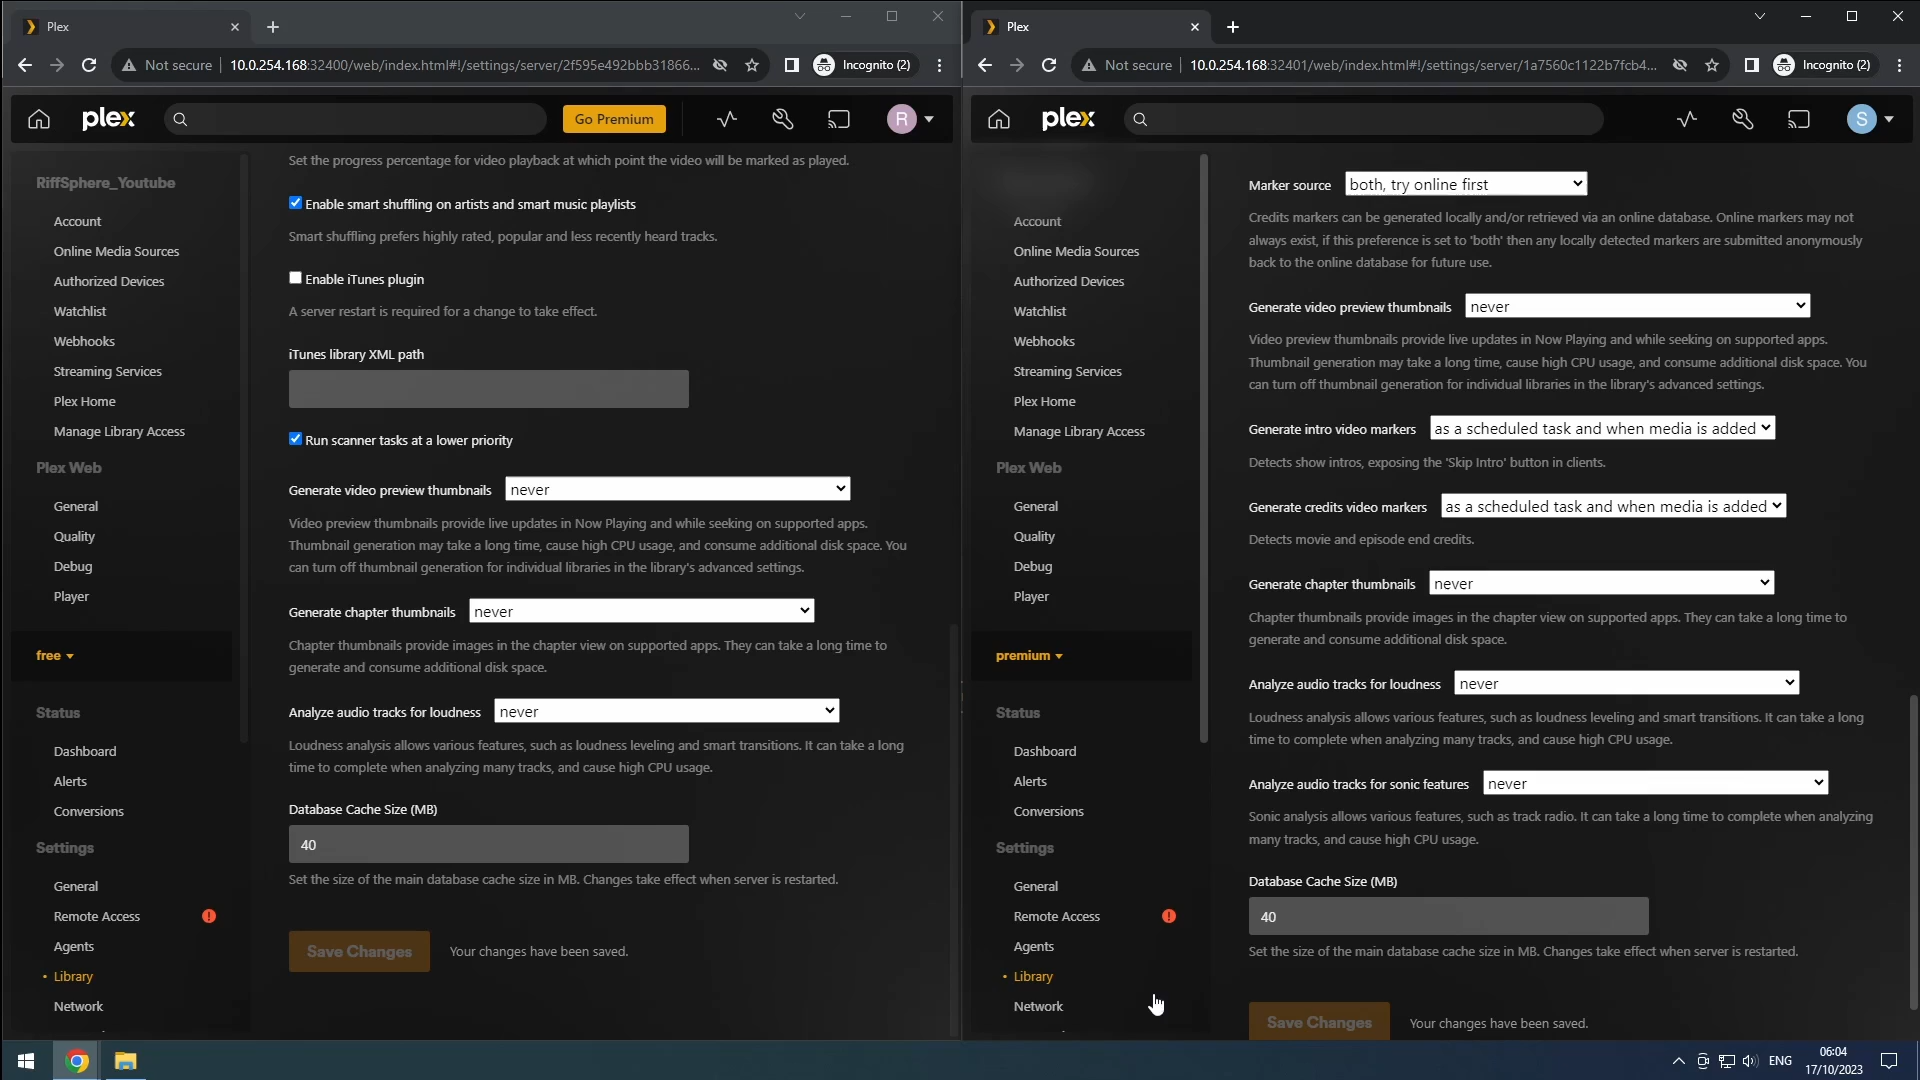 Plex
Not secure
10.0.254.168:32400/web/index.html#!/settings/server/2f595e492bbb31866...
Incognito (2)
plex
Go Premium
R
RiffSphere_Youtube
Account
Online Media Sources
Authorized Devices
Watchlist
Webhooks
Streaming Services
Plex Home
Manage Library Access
Plex Web
General
Quality
Debug
Player
free
Status
Dashboard
Alerts
Conversions
Settings
General
Remote Access
!
Agents
Library
Network
Set the progress percentage for video playback at which point the video will be marked as played.
Enable smart shuffling on artists and smart music playlists
Smart shuffling prefers highly rated, popular and less recently heard tracks.
Enable iTunes plugin
A server restart is required for a change to take effect.
iTunes library XML path
Run scanner tasks at a lower priority
Generate video preview thumbnails never
Video preview thumbnails provide live updates in Now Playing and while seeking on supported apps.
Thumbnail generation may take a long time, cause high CPU usage, and consume additional disk space. You
can turn off thumbnail generation for individual libraries in the library's advanced settings.
Generate chapter thumbnails never
Chapter thumbnails provide images in the chapter view on supported apps. They can take a long time to
generate and consume additional disk space.
Analyze audio tracks for loudness never
Loudness analysis allows various features, such as loudness leveling and smart transitions. It can take a long
time to complete when analyzing many tracks, and cause high CPU usage.
Database Cache Size (MB)
40
Set the size of the main database cache size in MB. Changes take effect when server is restarted.
Save Changes Your changes have been saved.
Plex
Not secure
10.0.254.168:32401/web/index.html#!/settings/server/1a7560c1122b7fcb4...
Incognito (2)
plex
S
Account
Online Media Sources
Authorized Devices
Watchlist
Webhooks
Streaming Services
Plex Home
Manage Library Access
Plex Web
General
Quality
Debug
Player
premium
Status
Dashboard
Alerts
Conversions
Settings
General
Remote Access
!
Agents
Library
Network
Marker source both, try online first
Credits markers can be generated locally and/or retrieved via an online database. Online markers may not
always exist, if this preference is set to 'both' then any locally detected markers are submitted anonymously
back to the online database for future use.
Generate video preview thumbnails never
Video preview thumbnails provide live updates in Now Playing and while seeking on supported apps.
Thumbnail generation may take a long time, cause high CPU usage, and consume additional disk space. You
can turn off thumbnail generation for individual libraries in the library's advanced settings.
Generate intro video markers as a scheduled task and when media is added
Detects show intros, exposing the 'Skip Intro' button in clients.
Generate credits video markers as a scheduled task and when media is added
Detects movie and episode end credits.
Generate chapter thumbnails never
Chapter thumbnails provide images in the chapter view on supported apps. They can take a long time to
generate and consume additional disk space.
Analyze audio tracks for loudness never
Loudness analysis allows various features, such as loudness leveling and smart transitions. It can take a long
time to complete when analyzing many tracks, and cause high CPU usage.
Analyze audio tracks for sonic features never
Sonic analysis allows various features, such as track radio. It can take a long time to complete when analyzing
many tracks, and cause high CPU usage.
Database Cache Size (MB)
40
Set the size of the main database cache size in MB. Changes take effect when server is restarted.
Save Changes Your changes have been saved.
ENG
06:04
17/10/2023